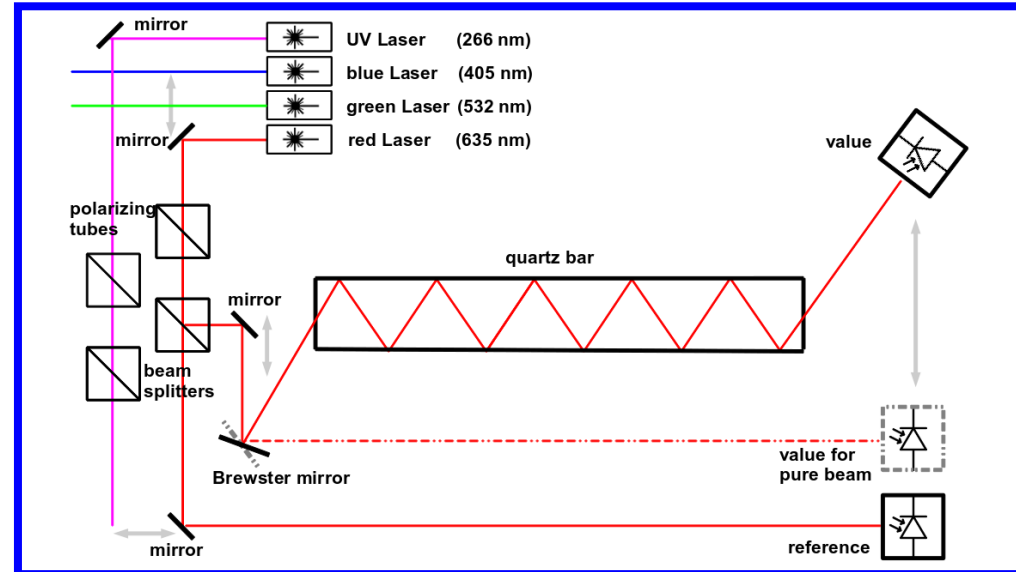 mirror
UV Laser (266 nm)
blue Laser (405 nm)
green Laser (532 nm)
mirror
red Laser (635 nm)
value
polarizing
tubes
quartz bar
mirror
beam
splitters
value for
pure beam
Brewster mirror
mirror
reference